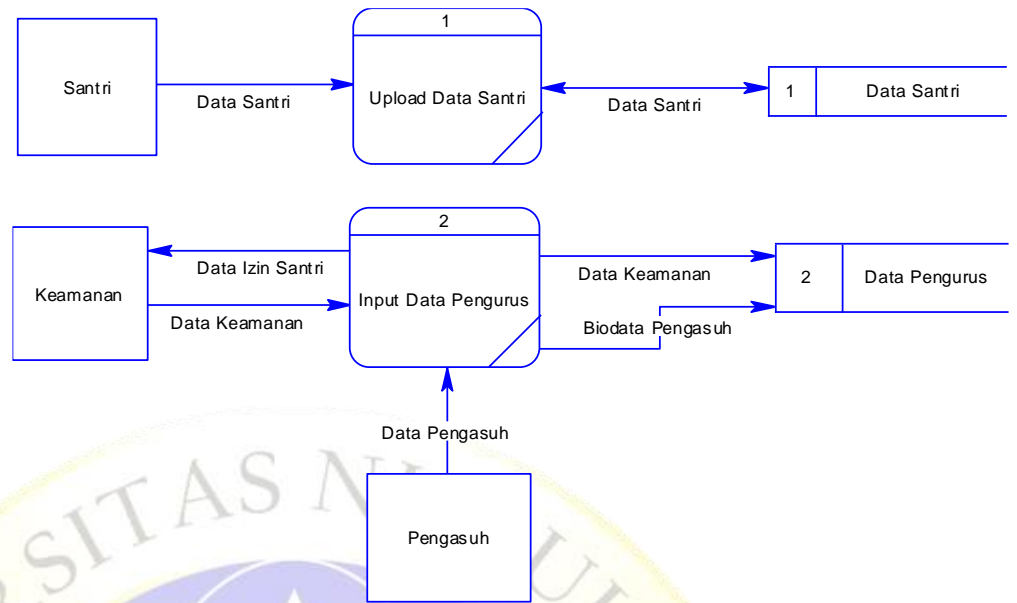 1
Santri
Upload Data Santri
1
Data Santri
Data Santri
Data Santri
2
Data Izin Santri
Data Keamanan
2
Data Pengurus
Keamanan
Input Data Pengurus
Data Keamanan
Biodata Pengasuh
Data Pengasuh
SITAS
Pengasuh